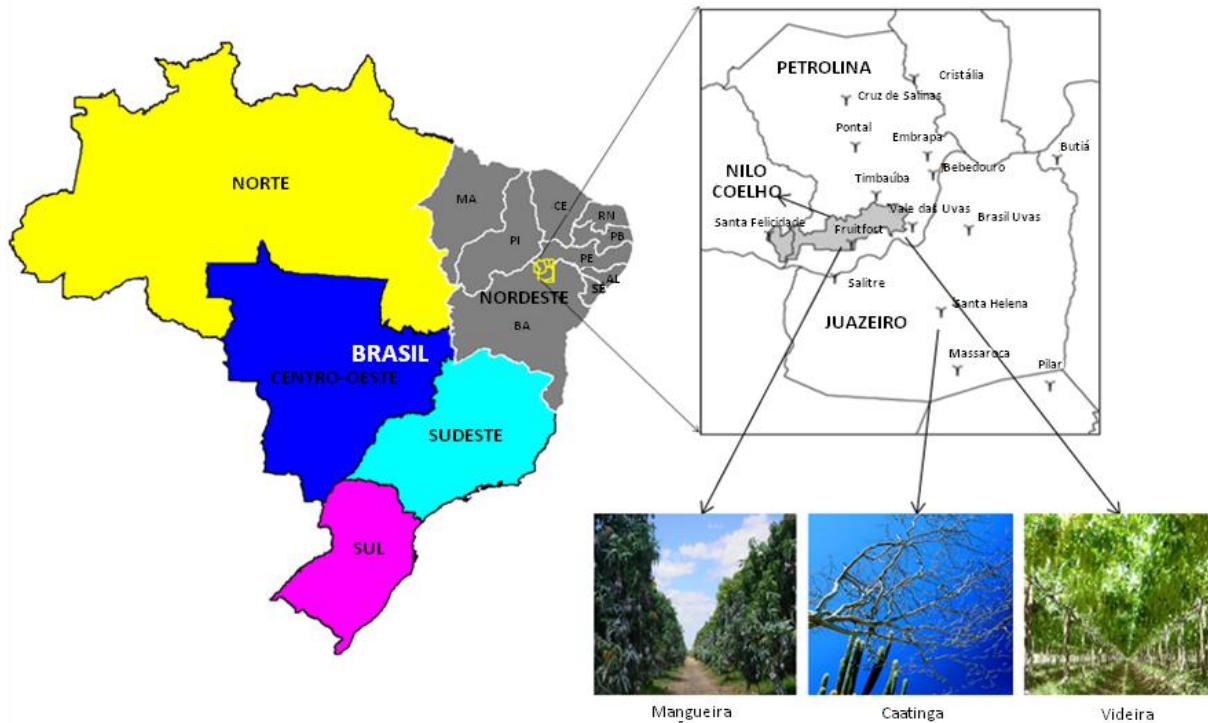 NORTE
MA
CE
RN
PB
PI
PE
AL
SE
NORDESTE
BA
BRASIL
CENTRO-OESTE
SUDESTE
SUL
PETROLINA
Cristália
Cruz de Salinas
Pontal
Embrapa
Butiá
Bebedouro
NILO
COELHO
Timbaúba
Vale das Uvas
Santa Felicidade
Fruitfost
Brasil Uvas
Salitre
Santa Helena
JUAZEIRO
Massaroca
Pilar
Mangueira
Caatinga
Videira